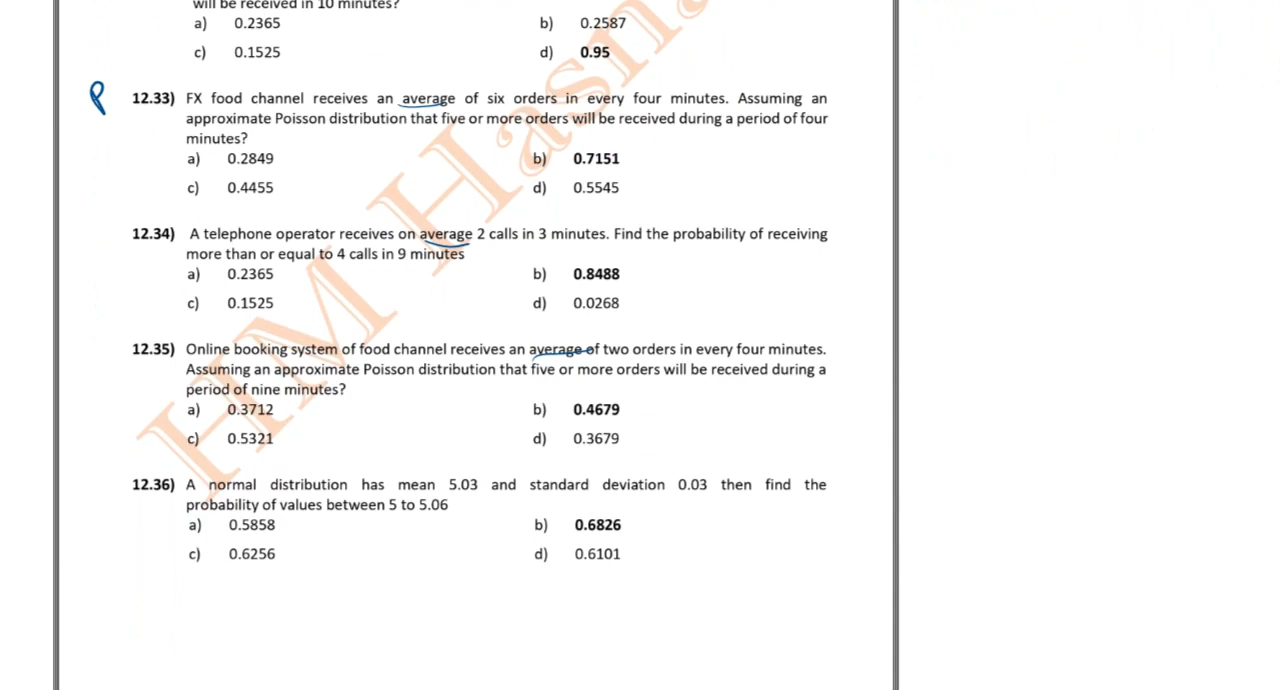 will be received in 10 minutes?
a) 0.2365 b) 0.2587
c) 0.1525 d) 0.95
12.33) FX food channel receives an average of six orders in every four minutes. Assuming an
approximate Poisson distribution that five or more orders will be received during a period of four
minutes?
a) 0.2849 b) 0.7151
c) 0.4455 d) 0.5545
12.34) A telephone operator receives on average 2 calls in 3 minutes. Find the probability of receiving
more than or equal to 4 calls in 9 minutes
a) 0.2365 b) 0.8488
c) 0.1525 d) 0.0268
12.35) Online booking system of food channel receives an average of two orders in every four minutes.
Assuming an approximate Poisson distribution that five or more orders will be received during a
period of nine minutes?
a) 0.3712 b) 0.4679
c) 0.5321 d) 0.3679
12.36) A normal distribution has mean 5.03 and standard deviation 0.03 then find the
probability of values between 5 to 5.06
a) 0.5858 b) 0.6826
c) 0.6256 d) 0.6101
HM Hasn